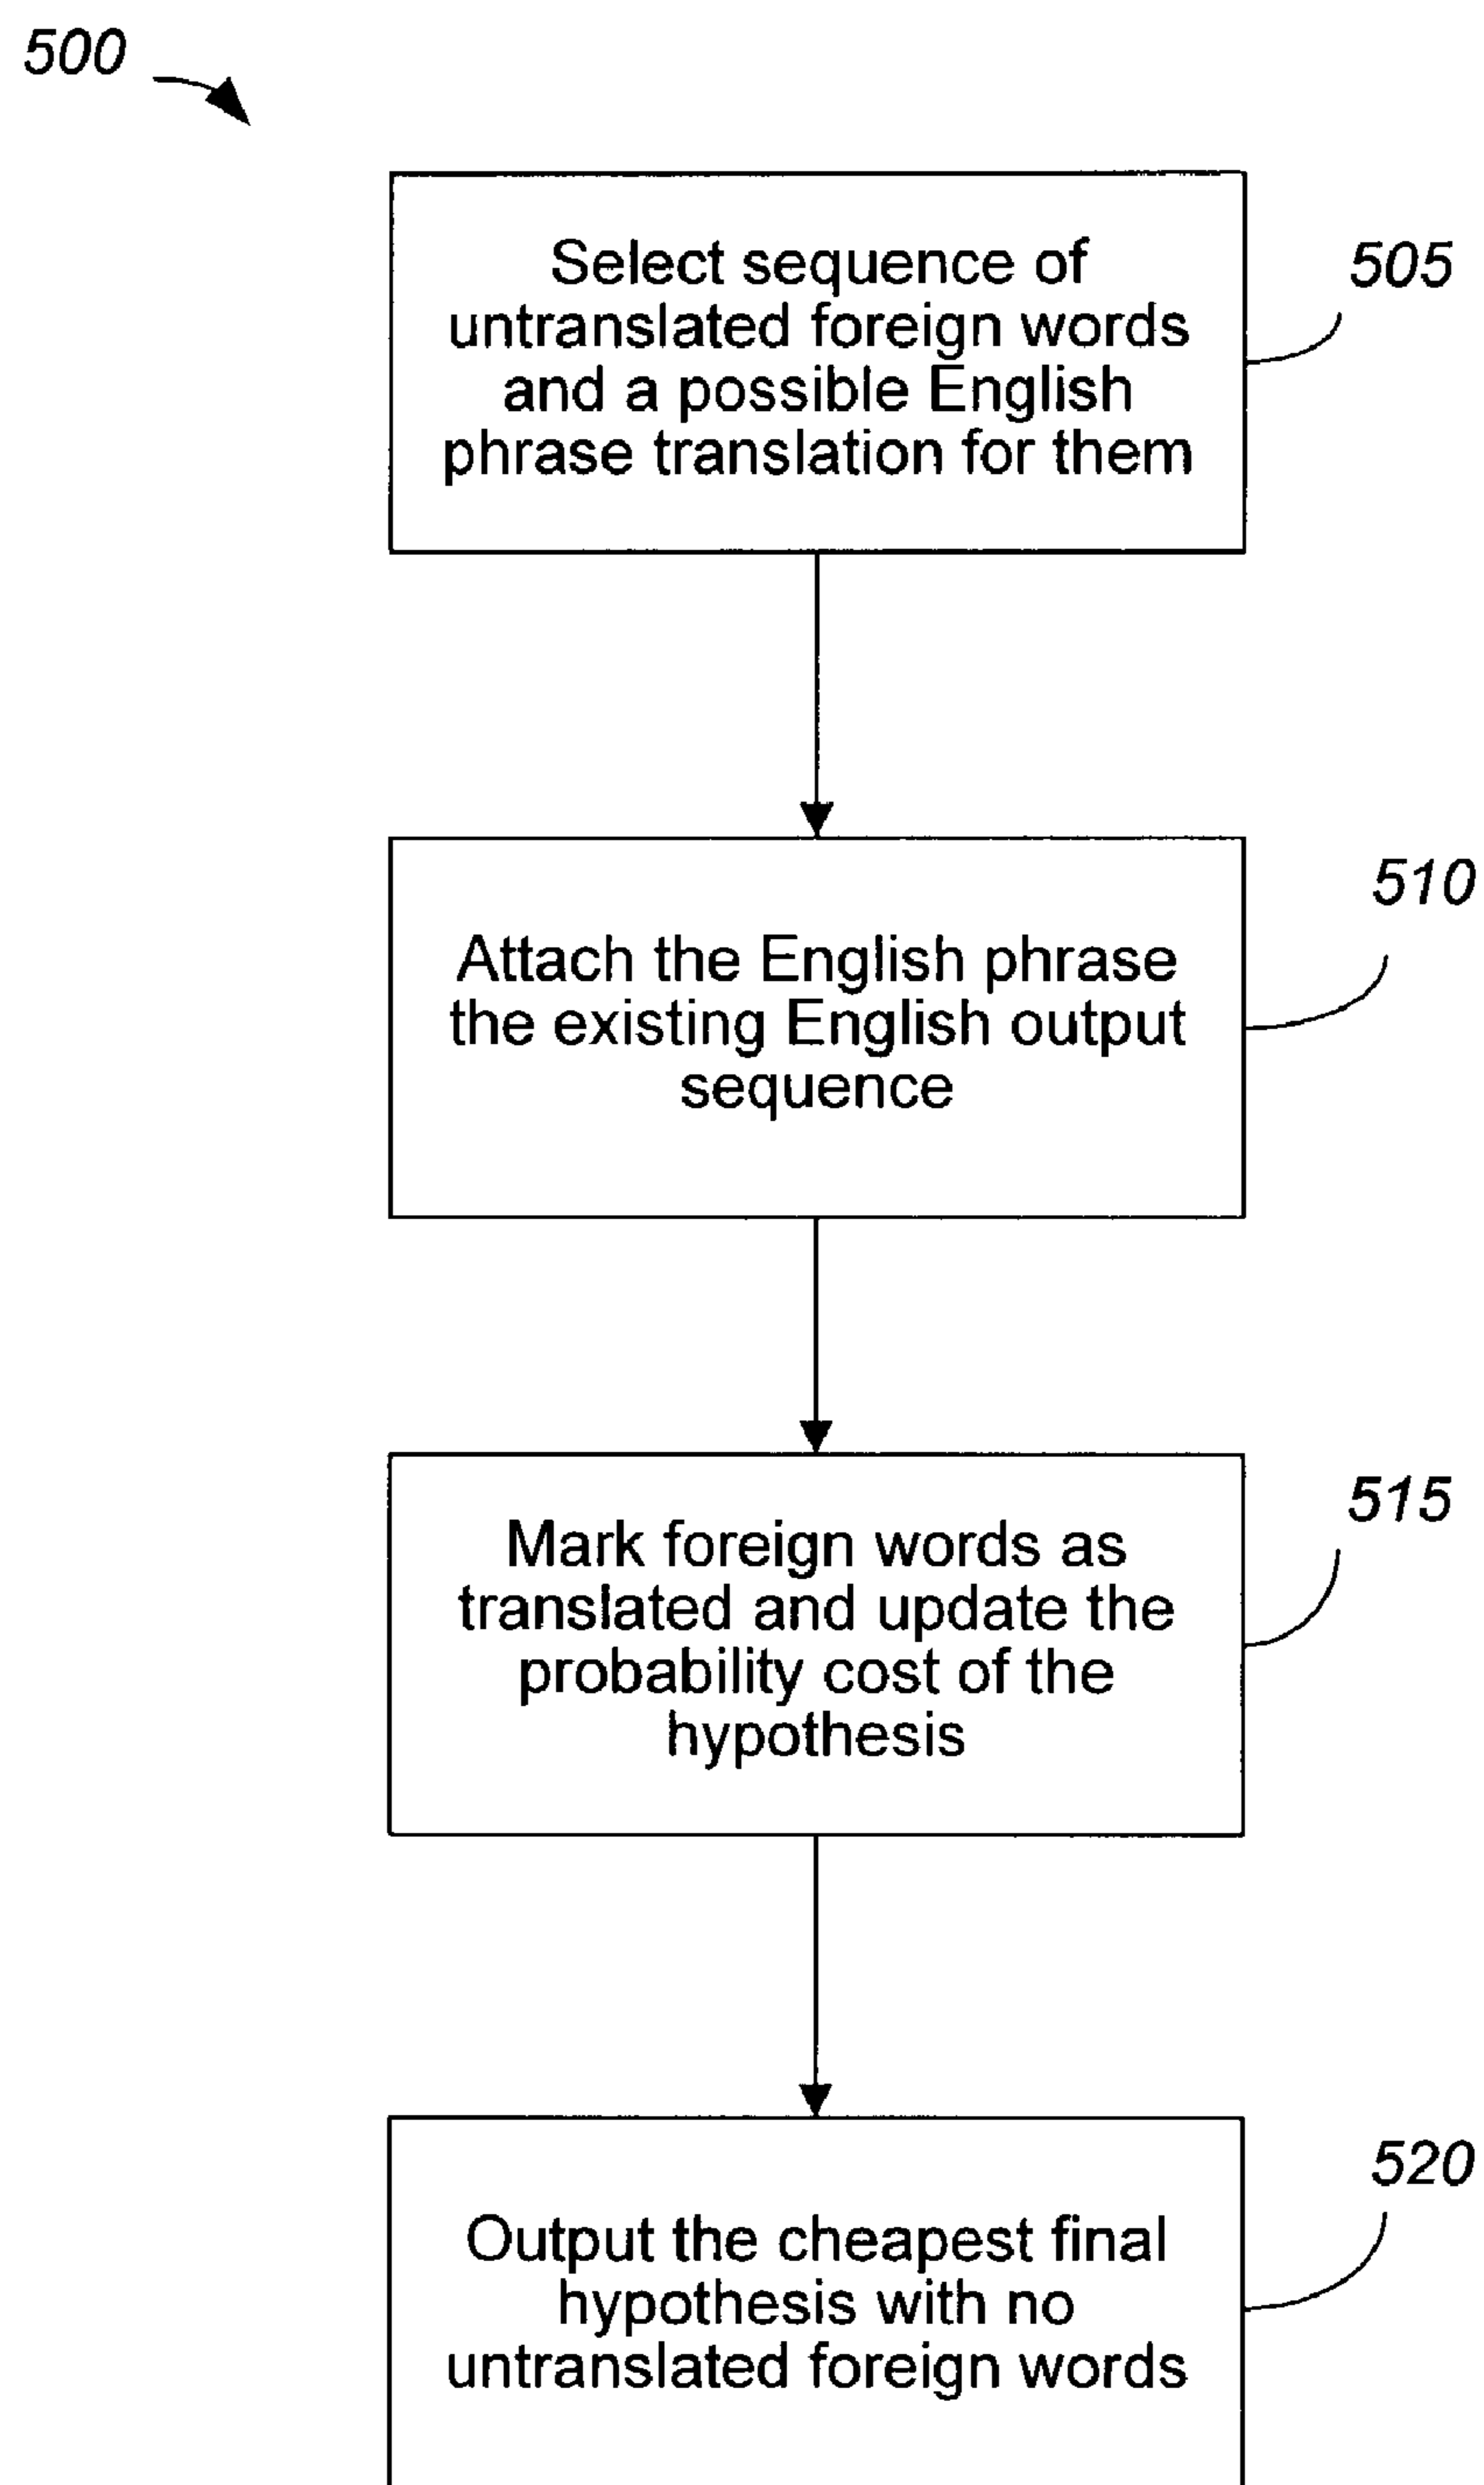 500
Select sequence of
untranslated foreign words
and a possible English
phrase translation for them
505
Attach the English phrase
the existing English output
sequence
510
Mark foreign words as
translated and update the
probability cost of the
hypothesis
515
Output the cheapest final
hypothesis with no
untranslated foreign words
520